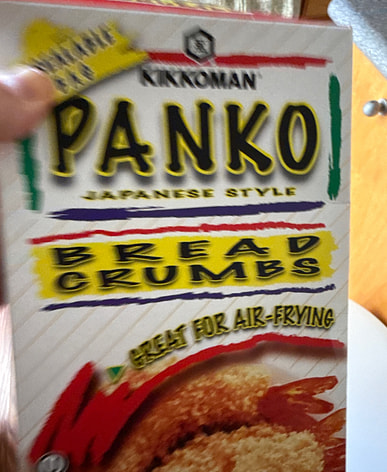 KIKKOMAN
PANKO
JAPANESE STYLE
BREAD
CRUMBS
GREAT FOR AIR-FRYING